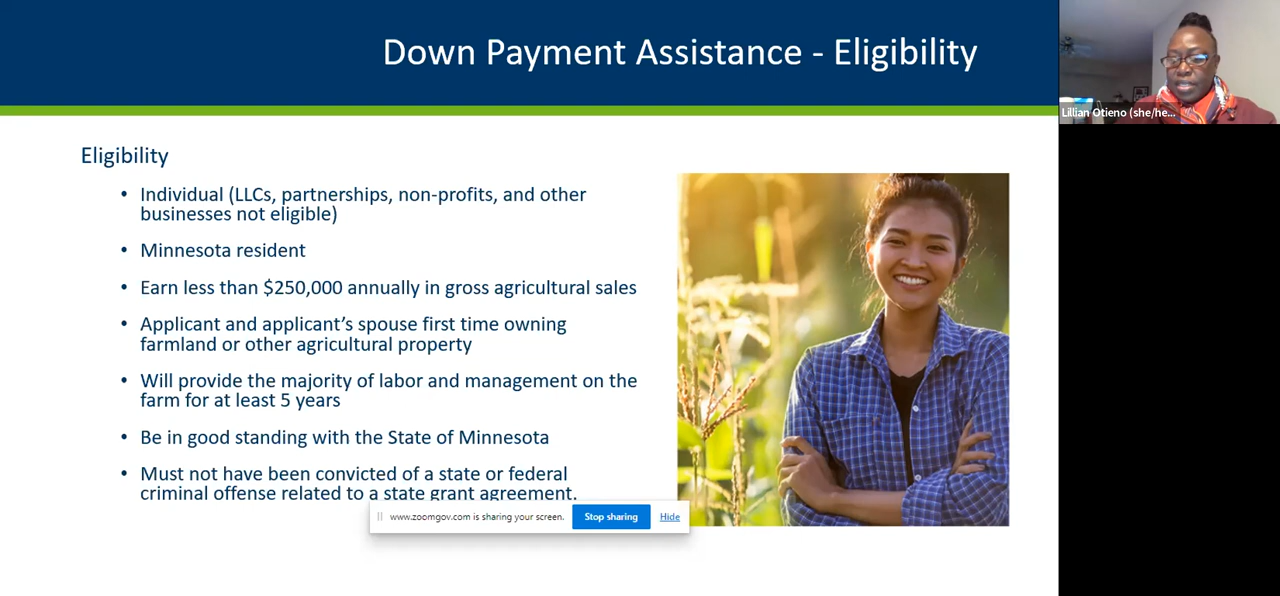 Down Payment Assistance - Eligibility
Lillian Otieno (she/he...
Eligibility
• Individual (LLCs, partnerships, non-profits, and other
businesses not eligible)
• Minnesota resident
• Earn less than $250,000 annually in gross agricultural sales
• Applicant and applicant’s spouse first time owning
farmland or other agricultural property
• Will provide the majority of labor and management on the
farm for at least 5 years
• Be in good standing with the State of Minnesota
• Must not have been convicted of a state or federal
criminal offense related to a state grant agreement.
www.zoomgov.com is sharing your screen. Stop sharing Hide